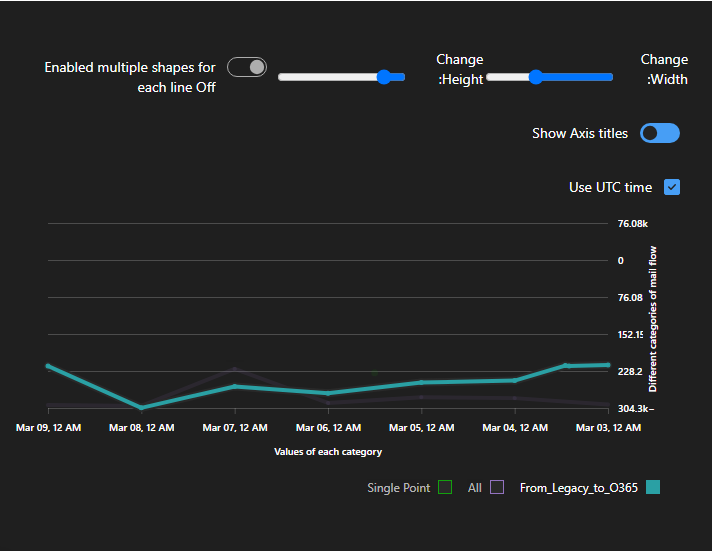 Enabled multiple shapes for
each line Off
Change
:Height
Change
:Width
Show Axis titles
Use UTC time
76.08k
0
76.08
152.15
228.2
304.3k–
Different categories of mail flow
Mar 09, 12 AM Mar 08, 12 AM Mar 07, 12 AM Mar 06, 12 AM Mar 05, 12 AM Mar 04, 12 AM Mar 03, 12 AM
Values of each category
Single Point All From_Legacy_to_O365